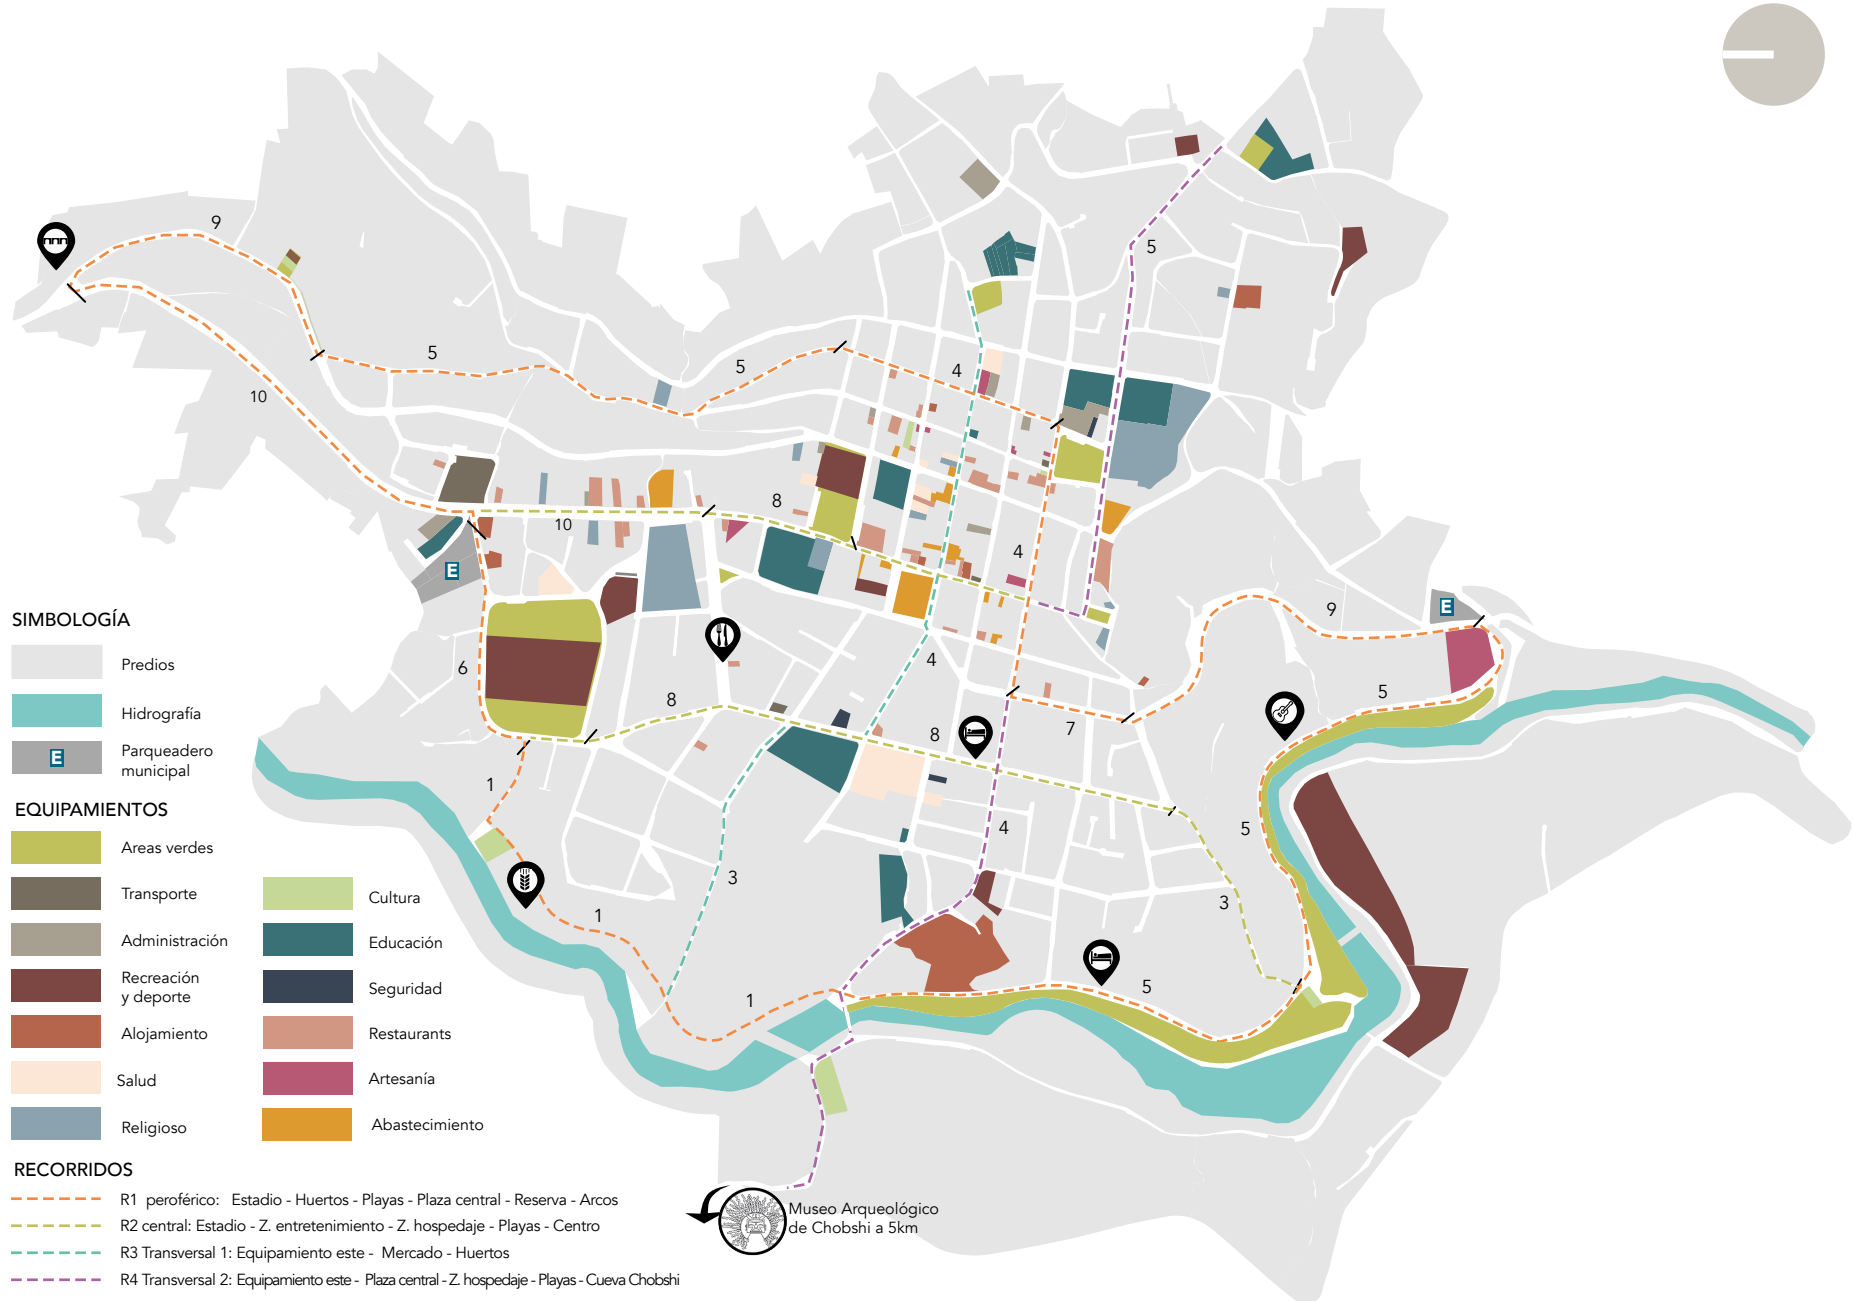 9
5
5
10
5
4
8
10
4
9
E
E
SIMBOLOGÍA
Predios
Hidrografía
E
Parqueadero
municipal
6
8
4
8
7
5
1
5
4
3
3
1
1
5
EQUIPAMIENTOS
Areas verdes
Transporte
Administración
Recreación
y deporte
Alojamiento
Salud
Religioso
Cultura
Educación
Seguridad
Restaurants
Artesanía
Abastecimiento
RECORRIDOS
R1 peroférico: Estadio - Huertos - Playas - Plaza central - Reserva - Arcos
R2 central: Estadio - Z. entretenimiento - Z. hospedaje - Playas - Centro
R3 Transversal 1: Equipamiento este - Mercado - Huertos
R4 Transversal 2: Equipamiento este - Plaza central - Z. hospedaje - Playas - Cueva Chobshi
Museo Arqueológico
de Chobshi a 5km